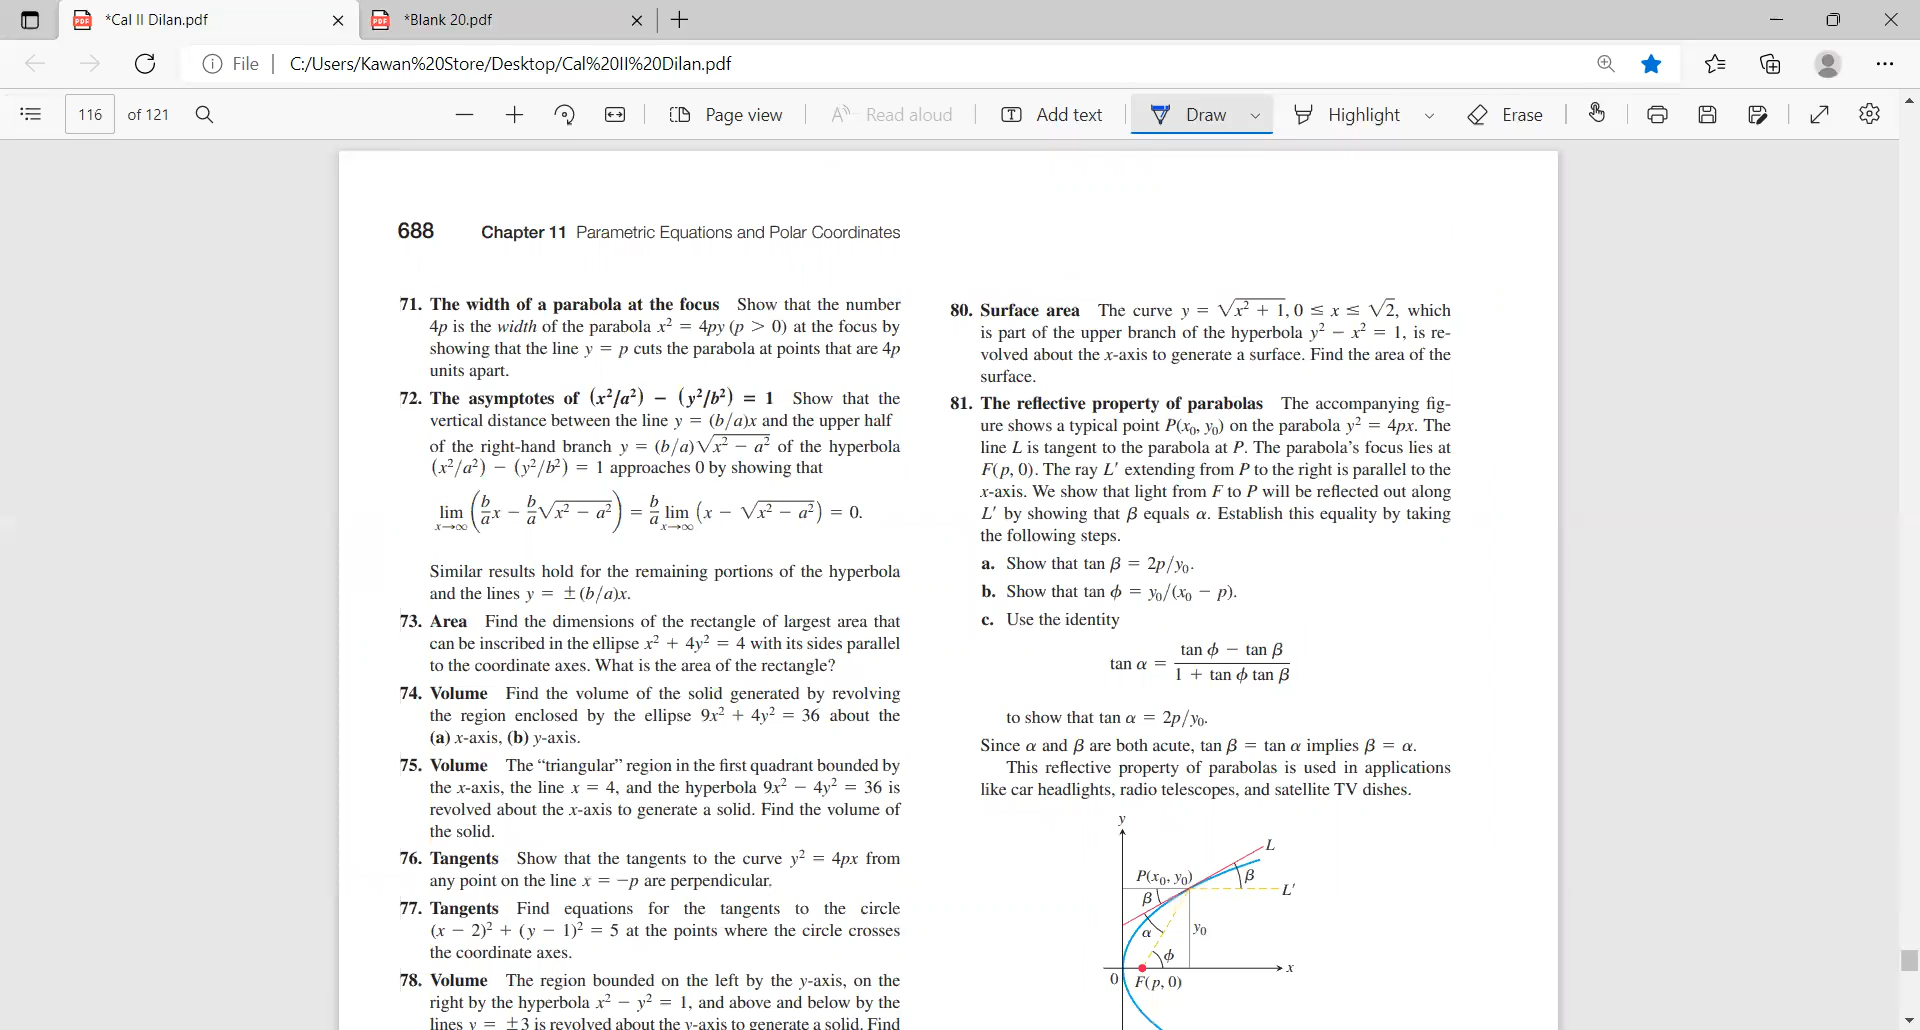 *Cal II Dilan.pdf
*Blank 20.pdf
File
C:/Users/Kawan%20Store/Desktop/Cal%20II%20Dilan.pdf
116 of 121
Page view
Read aloud
Add text
Draw
Highlight
Erase
688 Chapter 11 Parametric Equations and Polar Coordinates
71. The width of a parabola at the focus Show that the number
4p is the width of the parabola x² = 4py (p > 0) at the focus by
showing that the line y = p cuts the parabola at points that are 4p
units apart.
72. The asymptotes of (x²/a²) − (y²/b²) = 1 Show that the
vertical distance between the line y = (b/a)x and the upper half
of the right-hand branch y = (b/a)√(x² − a²) of the hyperbola
(x²/a²) − (y²/b²) = 1 approaches 0 by showing that
lim x→∞ (b/a x − b/a √(x² − a²)) = b/a lim x→∞ (x − √(x² − a²)) = 0.
Similar results hold for the remaining portions of the hyperbola
and the lines y = ±(b/a)x.
73. Area Find the dimensions of the rectangle of largest area that
can be inscribed in the ellipse x² + 4y² = 4 with its sides parallel
to the coordinate axes. What is the area of the rectangle?
74. Volume Find the volume of the solid generated by revolving
the region enclosed by the ellipse 9x² + 4y² = 36 about the
(a) x-axis, (b) y-axis.
75. Volume The “triangular” region in the first quadrant bounded by
the x-axis, the line x = 4, and the hyperbola 9x² − 4y² = 36 is
revolved about the x-axis to generate a solid. Find the volume of
the solid.
76. Tangents Show that the tangents to the curve y² = 4px from
any point on the line x = −p are perpendicular.
77. Tangents Find equations for the tangents to the circle
(x − 2)² + (y − 1)² = 5 at the points where the circle crosses
the coordinate axes.
78. Volume The region bounded on the left by the y-axis, on the
right by the hyperbola x² − y² = 1, and above and below by the
lines y = ±3 is revolved about the y-axis to generate a solid. Find
80. Surface area The curve y = √(x² + 1), 0 ≤ x ≤ √2, which
is part of the upper branch of the hyperbola y² − x² = 1, is re-
volved about the x-axis to generate a surface. Find the area of the
surface.
81. The reflective property of parabolas The accompanying fig-
ure shows a typical point P(x₀, y₀) on the parabola y² = 4px. The
line L is tangent to the parabola at P. The parabola’s focus lies at
F(p, 0). The ray L′ extending from P to the right is parallel to the
x-axis. We show that light from F to P will be reflected out along
L′ by showing that β equals α. Establish this equality by taking
the following steps.
a. Show that tan β = 2p/y₀.
b. Show that tan ϕ = y₀/(x₀ − p).
c. Use the identity
tan α = (tan ϕ − tan β)/(1 + tan ϕ tan β)
to show that tan α = 2p/y₀.
Since α and β are both acute, tan β = tan α implies β = α.
This reflective property of parabolas is used in applications
like car headlights, radio telescopes, and satellite TV dishes.
y
L
P(x₀, y₀)
β
L′
β
α
y₀
ϕ
x
0
F(p, 0)